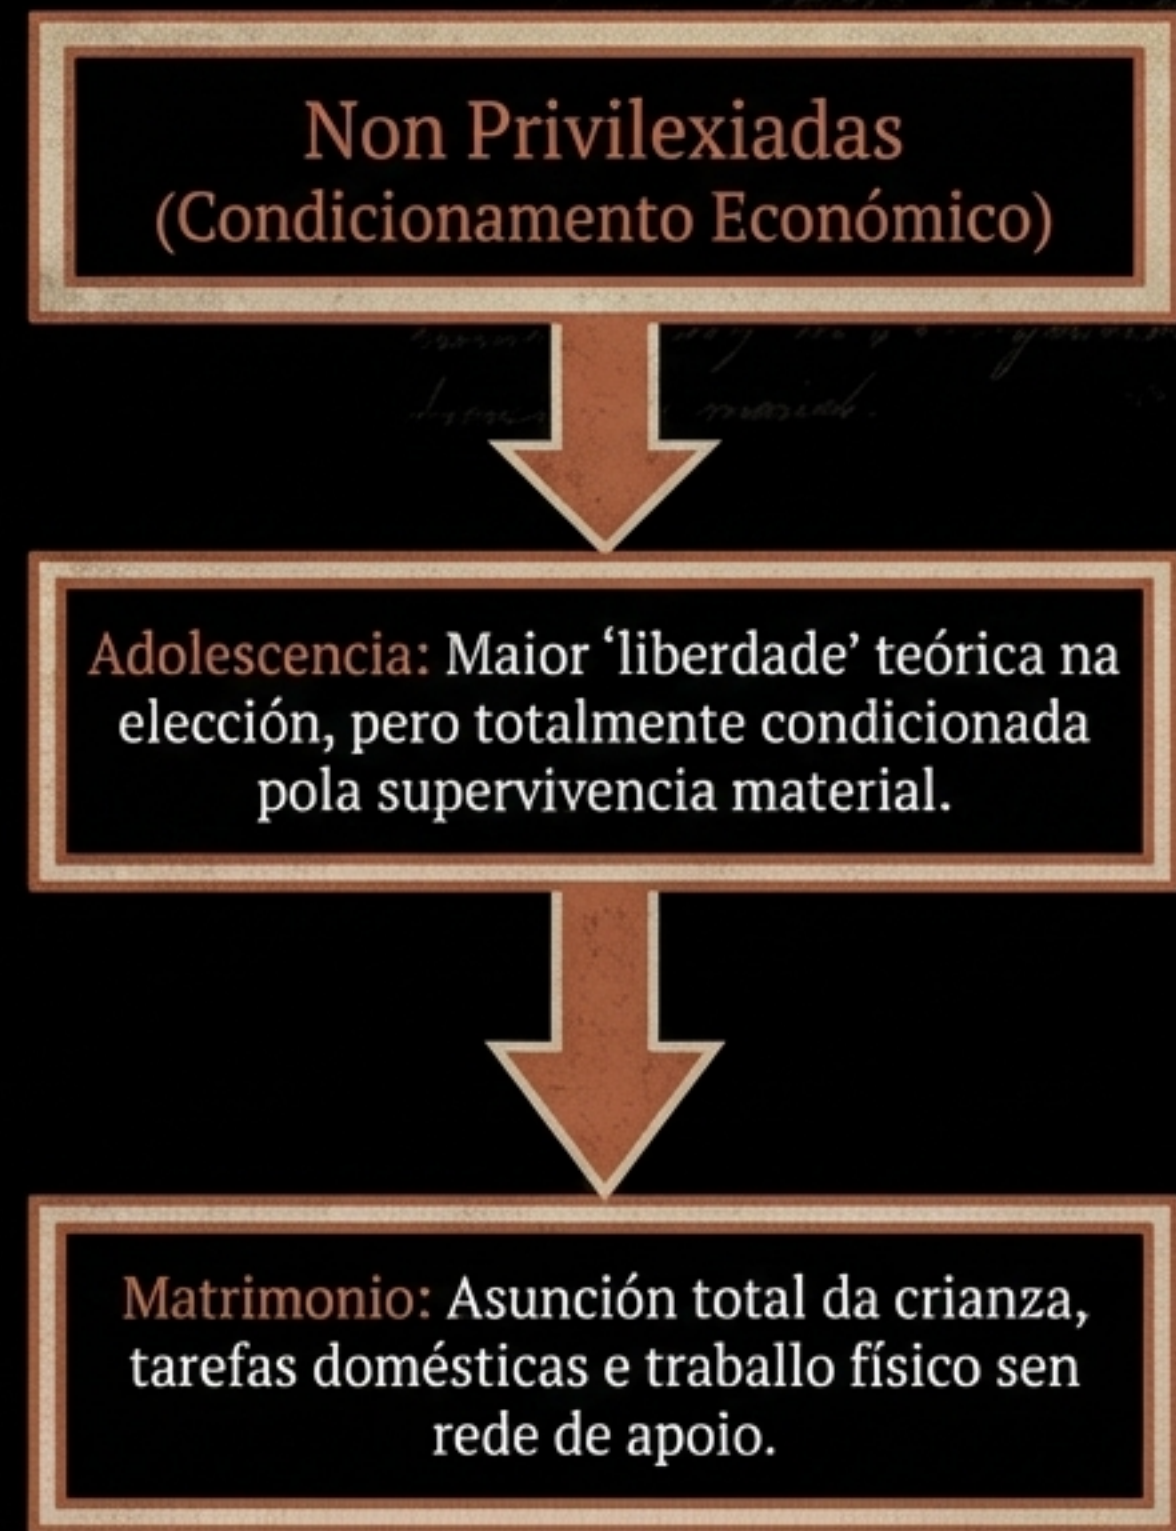 Non Privilexiadas
(Condicionamento Económico)
Adolescencia: Maior ‘liberdade’ teórica na
elección, pero totalmente condicionada
pola supervivencia material.
Matrimonio: Asunción total da crianza,
tarefas domésticas e traballo físico sen
rede de apoio.